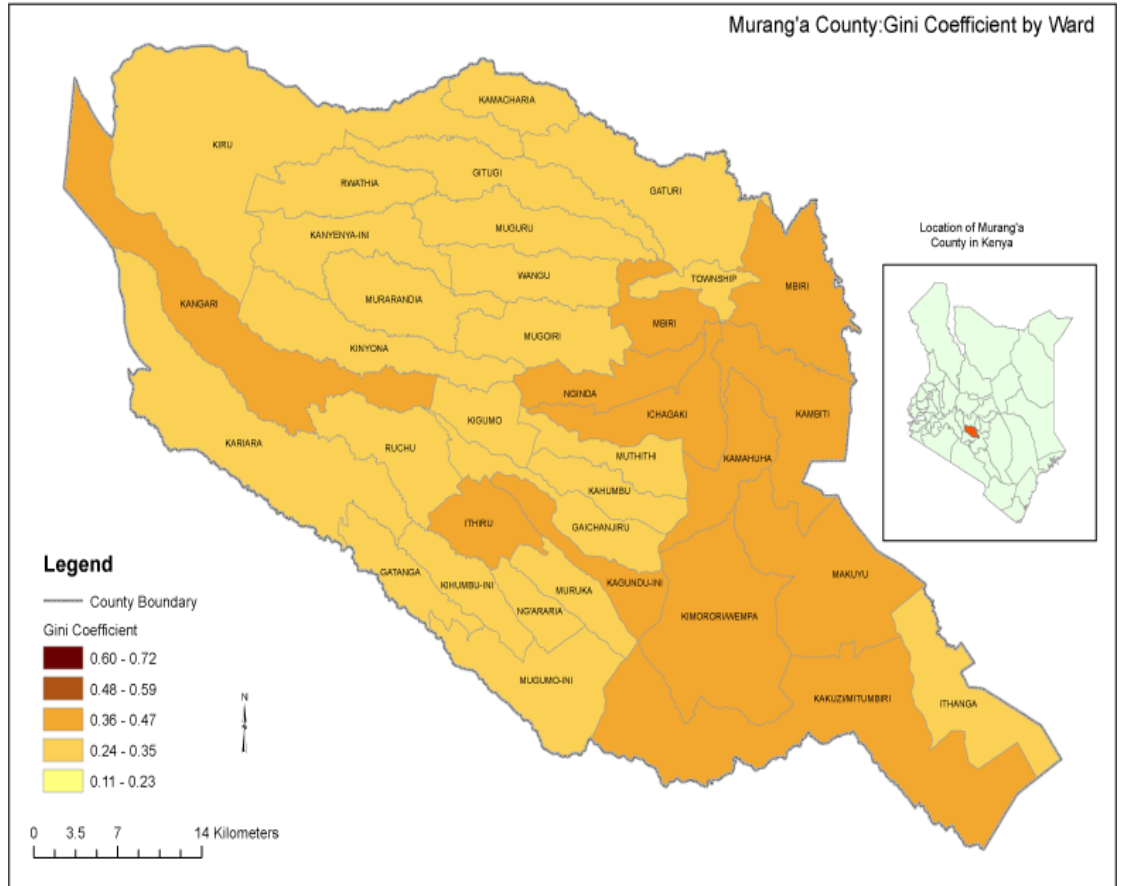 Murang'a County:Gini Coefficient by Ward
KAMACHARIA
KIRU
GITUGI
RWATHIA
GATURI
MUGURU
KANYENYA-INI
WANGU
TOWNSHIP
MBIRI
MURARANDIA
KANGARI
MBIRI
MUGOIRI
KINYONA
NGINDA
ICHAGAKI
KAMBITI
KIGUMO
KARIARA
RUCHU
MUTHITHI
KAMAHUHA
KAHUMBU
ITHIRU
GAICHANJIRU
GATANGA
KIHUMBU-INI
MURUKA
KAGUNDU-INI
MAKUYU
NG'ARARIA
KIMORORI/WEMPA
MUGUMO-INI
KAKUZI/MITUMBIRI
ITHANGA
Location of Murang'a
County in Kenya
Legend
County Boundary
Gini Coefficient
0.60 - 0.72
0.48 - 0.59
0.36 - 0.47
0.24 - 0.35
0.11 - 0.23
N
0 3.5 7 14 Kilometers